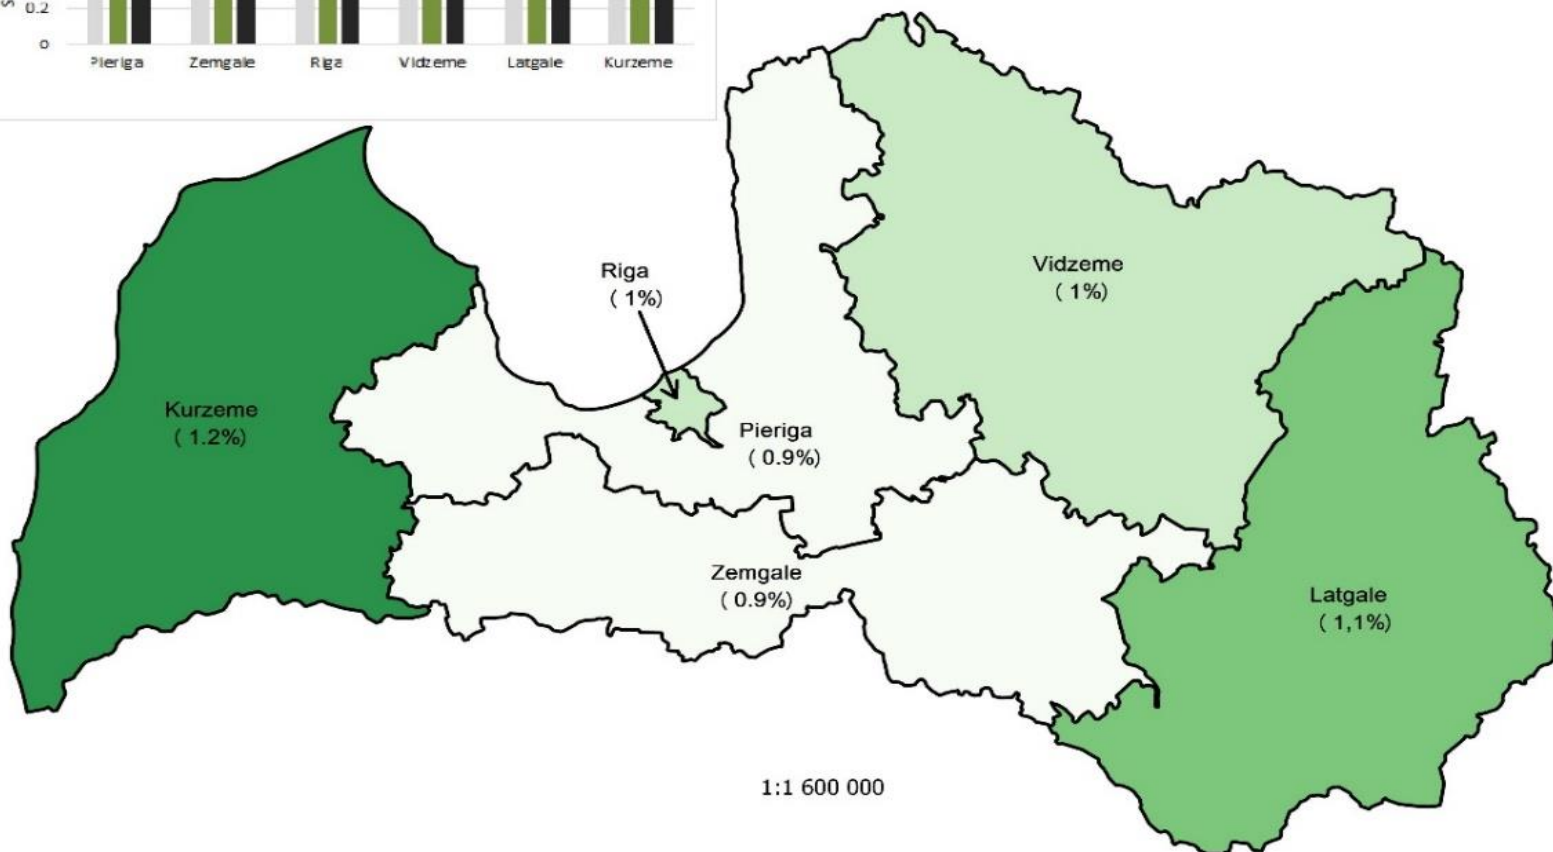 0.2
0
Pieriga Zemgale Riga Vidzeme Latgale Kurzeme
Riga
( 1%)
Vidzeme
( 1%)
Kurzeme
( 1.2%)
Pieriga
( 0.9%)
Zemgale
( 0.9%)
Latgale
( 1,1%)
1:1 600 000